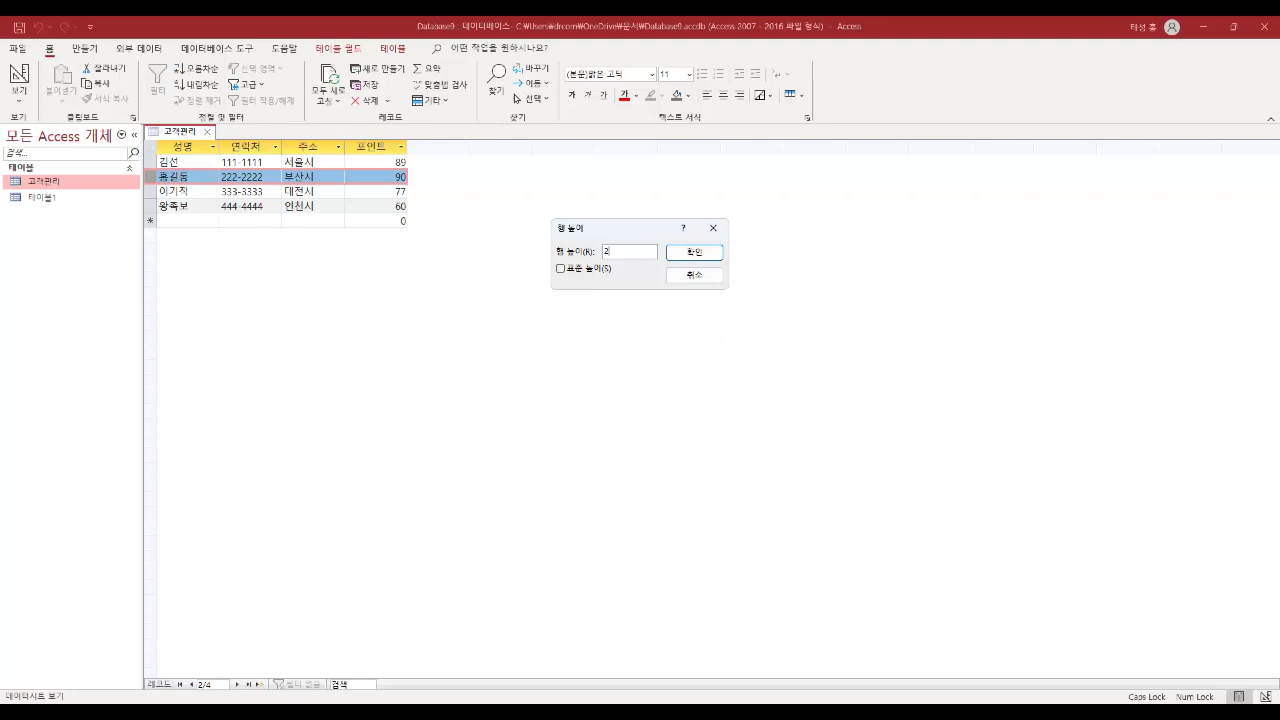 Database9 : 데이터베이스- C:₩Users₩drcom₩OneDrive₩문서₩Database9.accdb (Access 2007 - 2016 파일 형식) - Access
태성 홍
파일 홈 만들기 외부 데이터 데이터베이스 도구 도움말 테이블 필드 테이블 어떤 작업을 원하시나요?
보기
붙여넣기
잘라내기
복사
서식 복사
필터
오름차순
내림차순
정렬 제거
선택 영역
고급
필터 적용/해제
모두 새로 고침
새로 만들기
저장
삭제
요약
맞춤법 검사
기타
찾기
바꾸기
이동
선택
(본문)맑은 고딕 11
가 가 가 가
보기 클립보드 정렬 및 필터 레코드 찾기 텍스트 서식
모든 Access 개체
검색...
테이블
고객관리
테이블1
고객관리
성명 연락처 주소 포인트
김선 111-1111 서울시 89
홍길동 222-2222 부산시 90
이기적 333-3333 대전시 77
왕족보 444-4444 인천시 60
* 0
행 높이 ?
행 높이(R): 2 확인
표준 높이(S) 취소
레코드 2/4 필터 없음 검색
데이터시트 보기 Caps Lock Num Lock